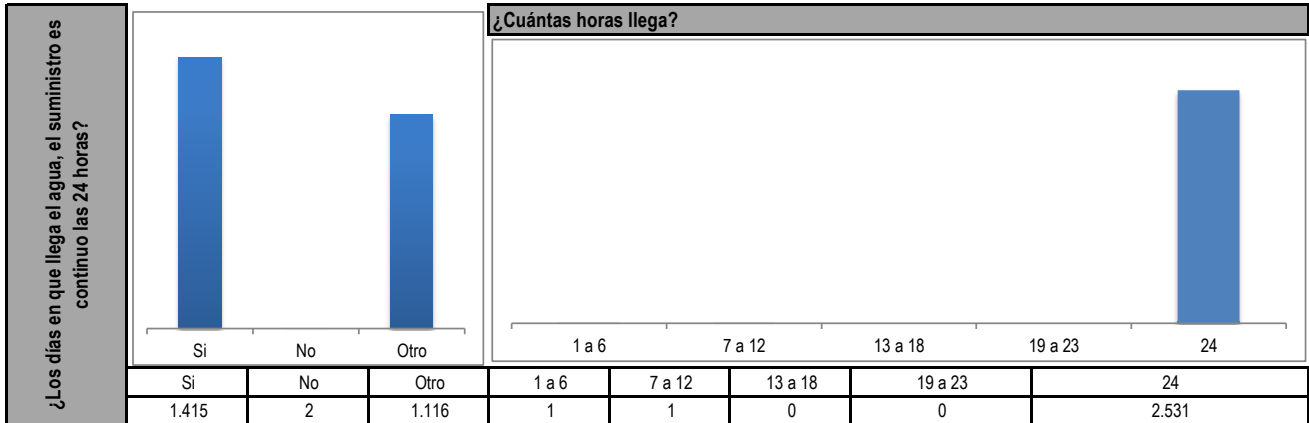 ¿Los días en que llega el agua, el suministro es
continuo las 24 horas?
Si No Otro
Si No Otro
1.415 2 1.116
¿Cuántas horas llega?
1 a 6 7 a 12 13 a 18 19 a 23 24
1 a 6 7 a 12 13 a 18 19 a 23 24
1 1 0 0 2.531